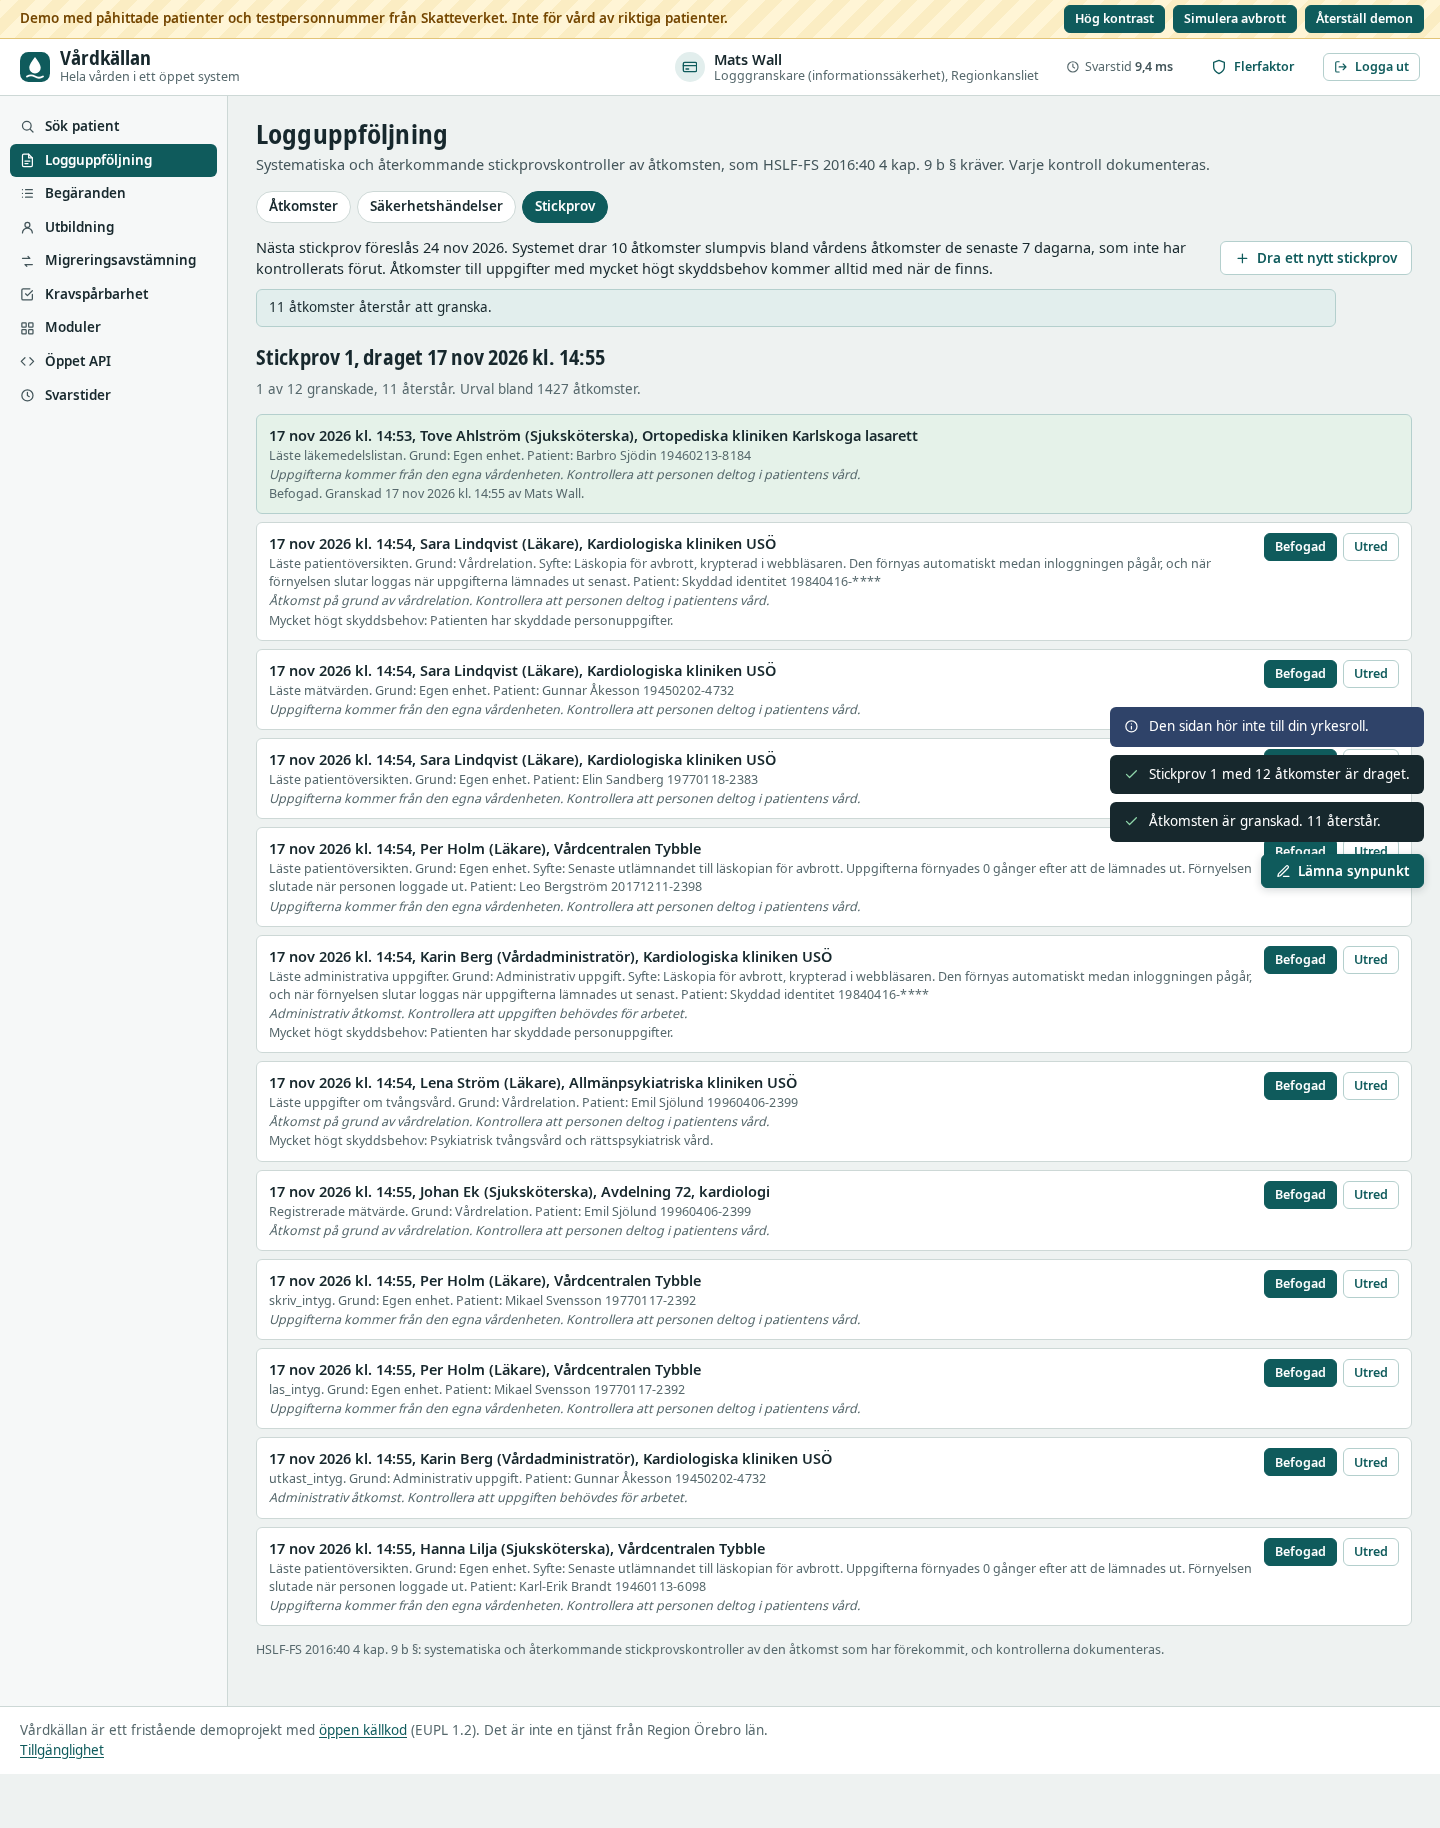 Demo med påhittade patienter och testpersonnummer från Skatteverket. Inte för vård av riktiga patienter.
Hög kontrast
Simulera avbrott
Återställ demon
Vårdkällan
Hela vården i ett öppet system
Mats Wall
Logggranskare (informationssäkerhet), Regionkansliet
Svarstid 9,4 ms
Flerfaktor
Logga ut
Sök patient
Logguppföljning
Begäranden
Utbildning
Migreringsavstämning
Kravspårbarhet
Moduler
Öppet API
Svarstider
Logguppföljning
Systematiska och återkommande stickprovskontroller av åtkomsten, som HSLF-FS 2016:40 4 kap. 9 b § kräver. Varje kontroll dokumenteras.
Åtkomster
Säkerhetshändelser
Stickprov
Nästa stickprov föreslås 24 nov 2026. Systemet drar 10 åtkomster slumpvis bland vårdens åtkomster de senaste 7 dagarna, som inte har
kontrollerats förut. Åtkomster till uppgifter med mycket högt skyddsbehov kommer alltid med när de finns.
Dra ett nytt stickprov
11 åtkomster återstår att granska.
Stickprov 1, draget 17 nov 2026 kl. 14:55
1 av 12 granskade, 11 återstår. Urval bland 1427 åtkomster.
17 nov 2026 kl. 14:53, Tove Ahlström (Sjuksköterska), Ortopediska kliniken Karlskoga lasarett
Läste läkemedelslistan. Grund: Egen enhet. Patient: Barbro Sjödin 19460213-8184
Uppgifterna kommer från den egna vårdenheten. Kontrollera att personen deltog i patientens vård.
Befogad. Granskad 17 nov 2026 kl. 14:55 av Mats Wall.
17 nov 2026 kl. 14:54, Sara Lindqvist (Läkare), Kardiologiska kliniken USÖ
Befogad
Utred
Läste patientöversikten. Grund: Vårdrelation. Syfte: Läskopia för avbrott, krypterad i webbläsaren. Den förnyas automatiskt medan inloggningen pågår, och när
förnyelsen slutar loggas när uppgifterna lämnades ut senast. Patient: Skyddad identitet 19840416-****
Åtkomst på grund av vårdrelation. Kontrollera att personen deltog i patientens vård.
Mycket högt skyddsbehov: Patienten har skyddade personuppgifter.
17 nov 2026 kl. 14:54, Sara Lindqvist (Läkare), Kardiologiska kliniken USÖ
Befogad
Utred
Läste mätvärden. Grund: Egen enhet. Patient: Gunnar Åkesson 19450202-4732
Uppgifterna kommer från den egna vårdenheten. Kontrollera att personen deltog i patientens vård.
Den sidan hör inte till din yrkesroll.
17 nov 2026 kl. 14:54, Sara Lindqvist (Läkare), Kardiologiska kliniken USÖ
Läste patientöversikten. Grund: Egen enhet. Patient: Elin Sandberg 19770118-2383
Uppgifterna kommer från den egna vårdenheten. Kontrollera att personen deltog i patientens vård.
Stickprov 1 med 12 åtkomster är draget.
Åtkomsten är granskad. 11 återstår.
17 nov 2026 kl. 14:54, Per Holm (Läkare), Vårdcentralen Tybble
Befogad
Utred
Läste patientöversikten. Grund: Egen enhet. Syfte: Senaste utlämnandet till läskopian för avbrott. Uppgifterna förnyades 0 gånger efter att de lämnades ut. Förnyelsen
slutade när personen loggade ut. Patient: Leo Bergström 20171211-2398
Uppgifterna kommer från den egna vårdenheten. Kontrollera att personen deltog i patientens vård.
Lämna synpunkt
17 nov 2026 kl. 14:54, Karin Berg (Vårdadministratör), Kardiologiska kliniken USÖ
Befogad
Utred
Läste administrativa uppgifter. Grund: Administrativ uppgift. Syfte: Läskopia för avbrott, krypterad i webbläsaren. Den förnyas automatiskt medan inloggningen pågår,
och när förnyelsen slutar loggas när uppgifterna lämnades ut senast. Patient: Skyddad identitet 19840416-****
Administrativ åtkomst. Kontrollera att uppgiften behövdes för arbetet.
Mycket högt skyddsbehov: Patienten har skyddade personuppgifter.
17 nov 2026 kl. 14:54, Lena Ström (Läkare), Allmänpsykiatriska kliniken USÖ
Befogad
Utred
Läste uppgifter om tvångsvård. Grund: Vårdrelation. Patient: Emil Sjölund 19960406-2399
Åtkomst på grund av vårdrelation. Kontrollera att personen deltog i patientens vård.
Mycket högt skyddsbehov: Psykiatrisk tvångsvård och rättspsykiatrisk vård.
17 nov 2026 kl. 14:55, Johan Ek (Sjuksköterska), Avdelning 72, kardiologi
Befogad
Utred
Registrerade mätvärde. Grund: Vårdrelation. Patient: Emil Sjölund 19960406-2399
Åtkomst på grund av vårdrelation. Kontrollera att personen deltog i patientens vård.
17 nov 2026 kl. 14:55, Per Holm (Läkare), Vårdcentralen Tybble
Befogad
Utred
skriv_intyg. Grund: Egen enhet. Patient: Mikael Svensson 19770117-2392
Uppgifterna kommer från den egna vårdenheten. Kontrollera att personen deltog i patientens vård.
17 nov 2026 kl. 14:55, Per Holm (Läkare), Vårdcentralen Tybble
Befogad
Utred
las_intyg. Grund: Egen enhet. Patient: Mikael Svensson 19770117-2392
Uppgifterna kommer från den egna vårdenheten. Kontrollera att personen deltog i patientens vård.
17 nov 2026 kl. 14:55, Karin Berg (Vårdadministratör), Kardiologiska kliniken USÖ
Befogad
Utred
utkast_intyg. Grund: Administrativ uppgift. Patient: Gunnar Åkesson 19450202-4732
Administrativ åtkomst. Kontrollera att uppgiften behövdes för arbetet.
17 nov 2026 kl. 14:55, Hanna Lilja (Sjuksköterska), Vårdcentralen Tybble
Befogad
Utred
Läste patientöversikten. Grund: Egen enhet. Syfte: Senaste utlämnandet till läskopian för avbrott. Uppgifterna förnyades 0 gånger efter att de lämnades ut. Förnyelsen
slutade när personen loggade ut. Patient: Karl-Erik Brandt 19460113-6098
Uppgifterna kommer från den egna vårdenheten. Kontrollera att personen deltog i patientens vård.
HSLF-FS 2016:40 4 kap. 9 b §: systematiska och återkommande stickprovskontroller av den åtkomst som har förekommit, och kontrollerna dokumenteras.
Vårdkällan är ett fristående demoprojekt med öppen källkod (EUPL 1.2). Det är inte en tjänst från Region Örebro län.
Tillgänglighet